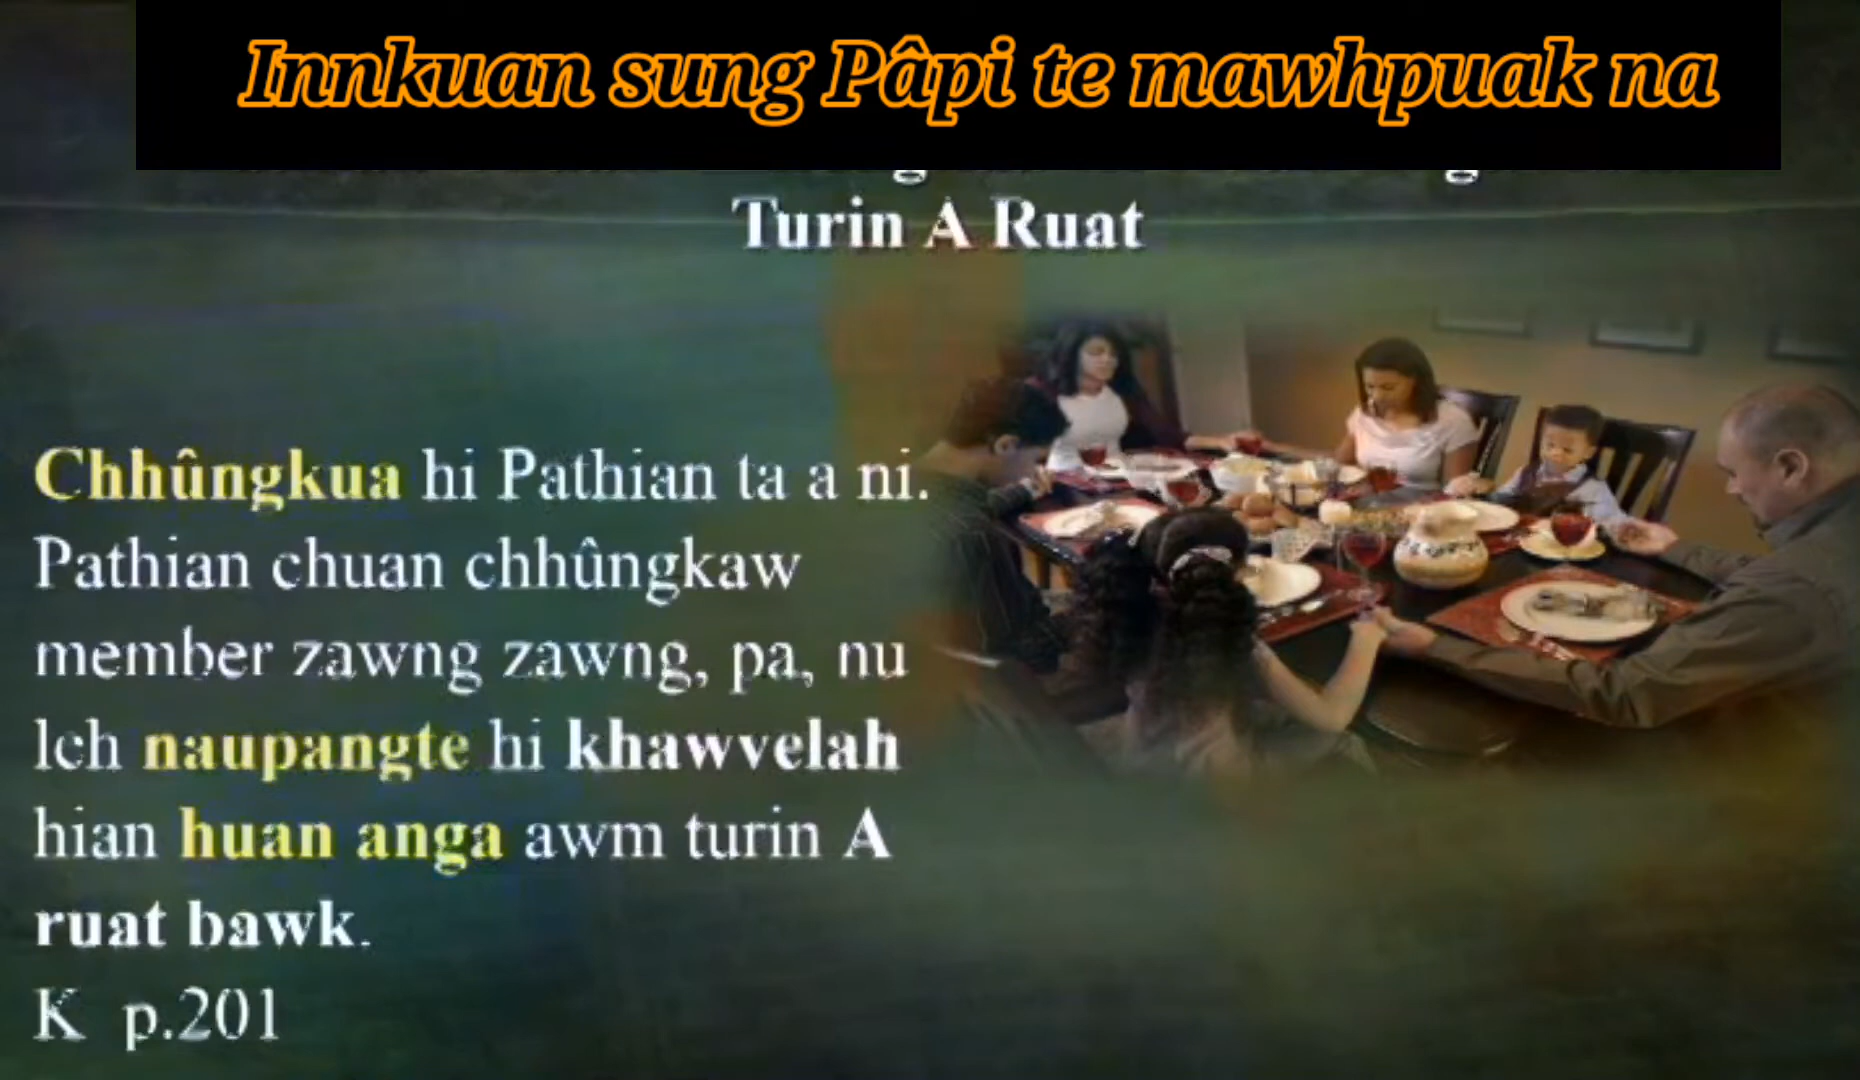 Innkuan sung Pâpi te mawhpuak na
Turin A Ruat
Chhûngkua hi Pathian ta a ni.
Pathian chuan chhûngkaw
member zawng zawng, pa, nu
leh naupangte hi khawvelah
hian huan anga awm turin A
ruat bawk.
K p.201